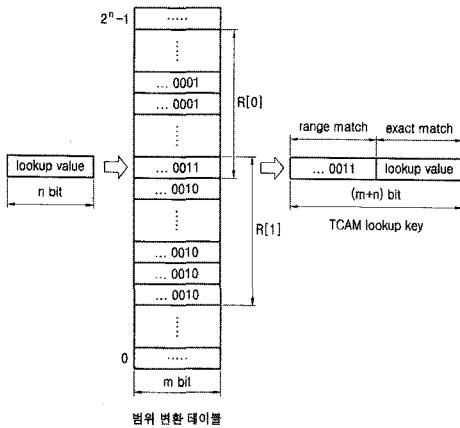 2ⁿ-1
.....
... 0001
... 0001
R[0]
range match
exact match
lookup value
... 0011
... 0011
lookup value
n bit
... 0010
(m+n) bit
TCAM lookup key
R[1]
... 0010
... 0010
... 0010
0
.....
m bit
범위 변환 테이블